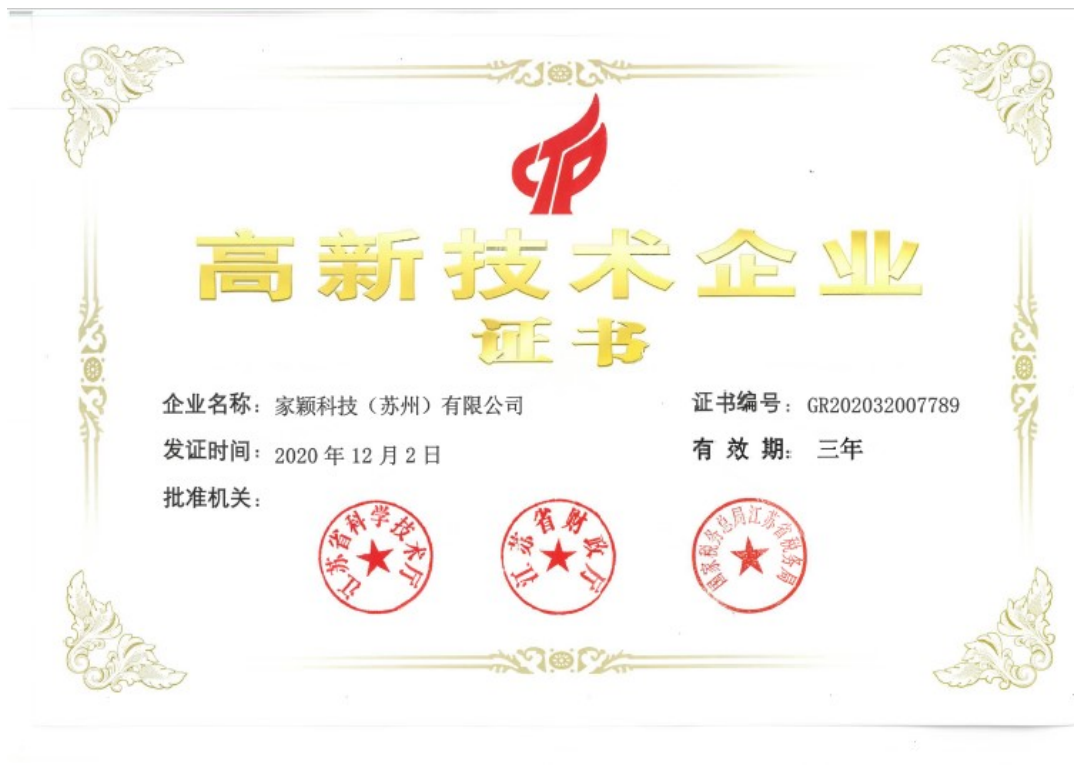 高新技术企业
证书
企业名称：家颖科技（苏州）有限公司
证书编号：GR202032007789
发证时间：2020年12月2日
有效期：三年
批准机关：
江苏省科学技术厅
江苏省财政厅
国家税务总局江苏省税务局